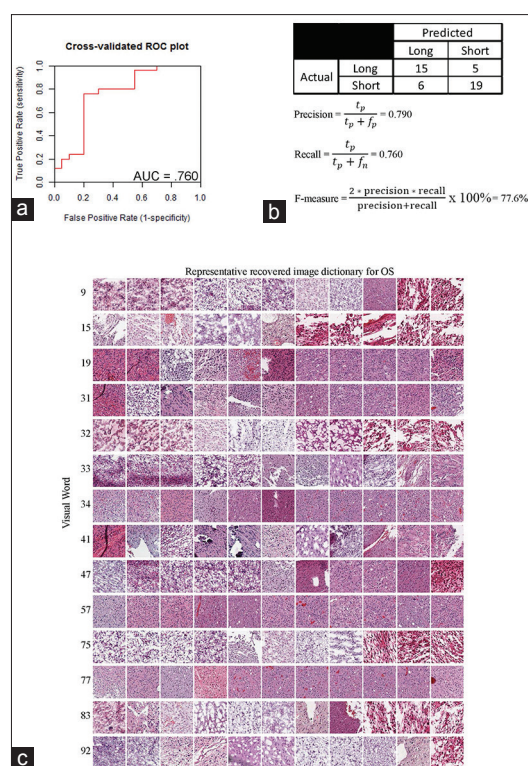 Cross-validated ROC plot
True Positive Rate (sensitivity)
1.0
0.8
0.6
0.4
0.2
0.0
AUC = .760
0.0 0.2 0.4 0.6 0.8 1.0
False Positive Rate (1-specificity)
a
Predicted
Long Short
Actual Long 15 5
Short 6 19
Precision = tp / tp + fp = 0.790
Recall = tp / tp + fn = 0.760
F-measure = 2 * precision * recall / precision+recall x 100% = 77.6%
b
Representative recovered image dictionary for OS
Visual Word
9
15
19
31
32
33
34
41
47
57
75
77
83
92
c